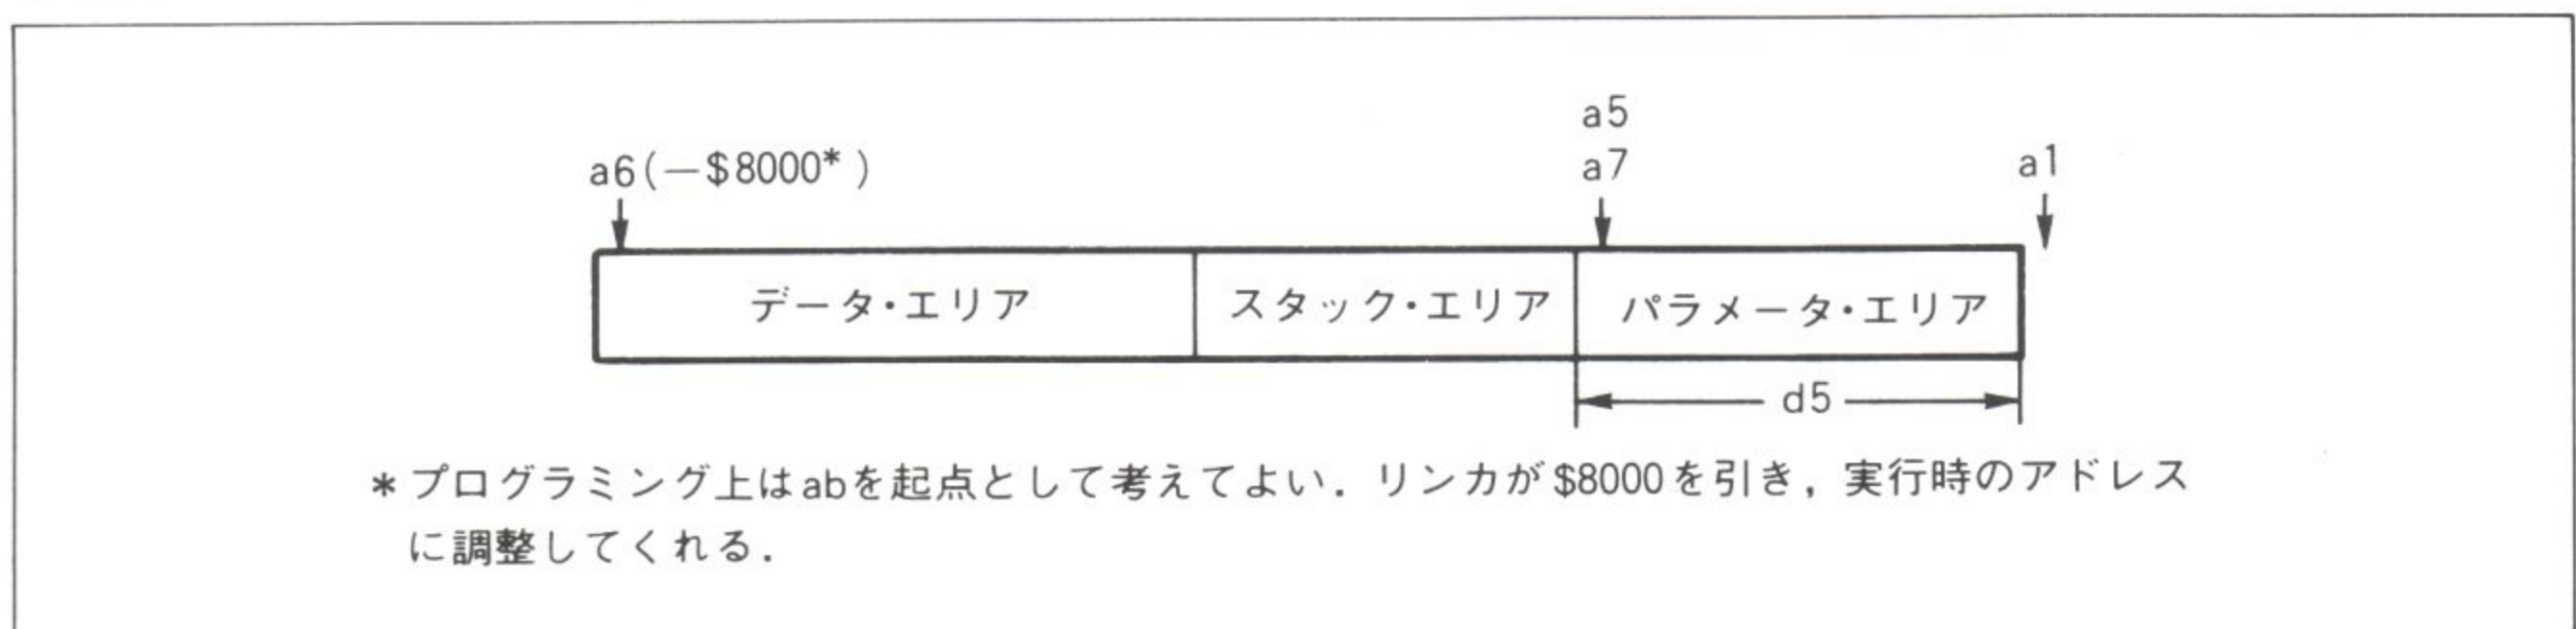 a5
a6(−$8000*)
a7
a1
データ・エリア
スタック・エリア
パラメータ・エリア
d5
*プログラミング上はabを起点として考えてよい．リンカが$8000を引き，実行時のアドレス
に調整してくれる．